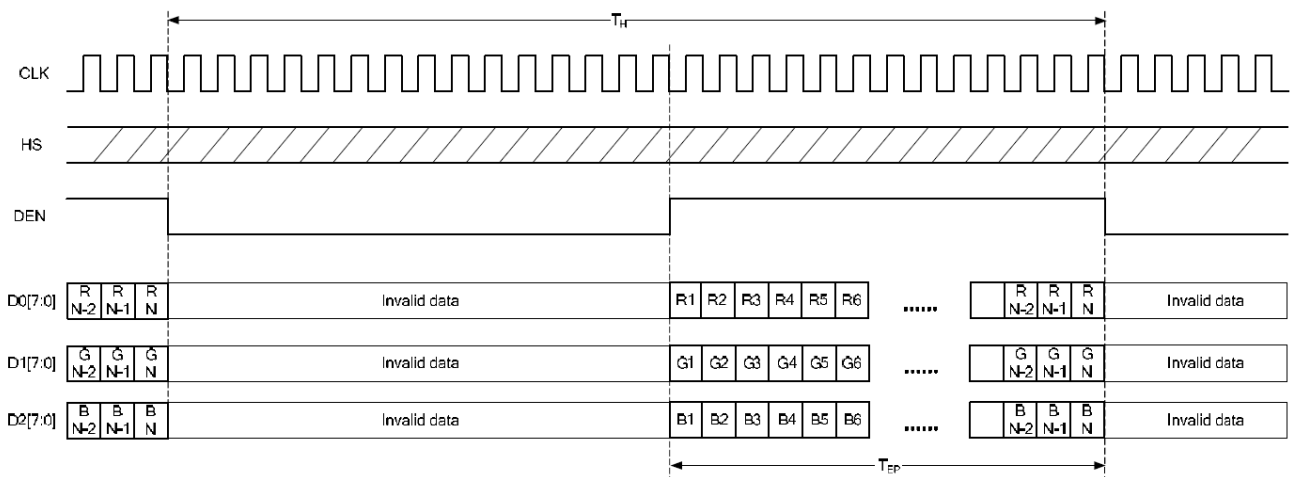 TH
CLK
HS
DEN
D0[7:0] R N-2 R N-1 R N Invalid data R1 R2 R3 R4 R5 R6 ...... R N-2 R N-1 R N Invalid data
D1[7:0] G N-2 G N-1 G N Invalid data G1 G2 G3 G4 G5 G6 ...... G N-2 G N-1 G N Invalid data
D2[7:0] B N-2 B N-1 B N Invalid data B1 B2 B3 B4 B5 B6 ...... B N-2 B N-1 B N Invalid data
TEP